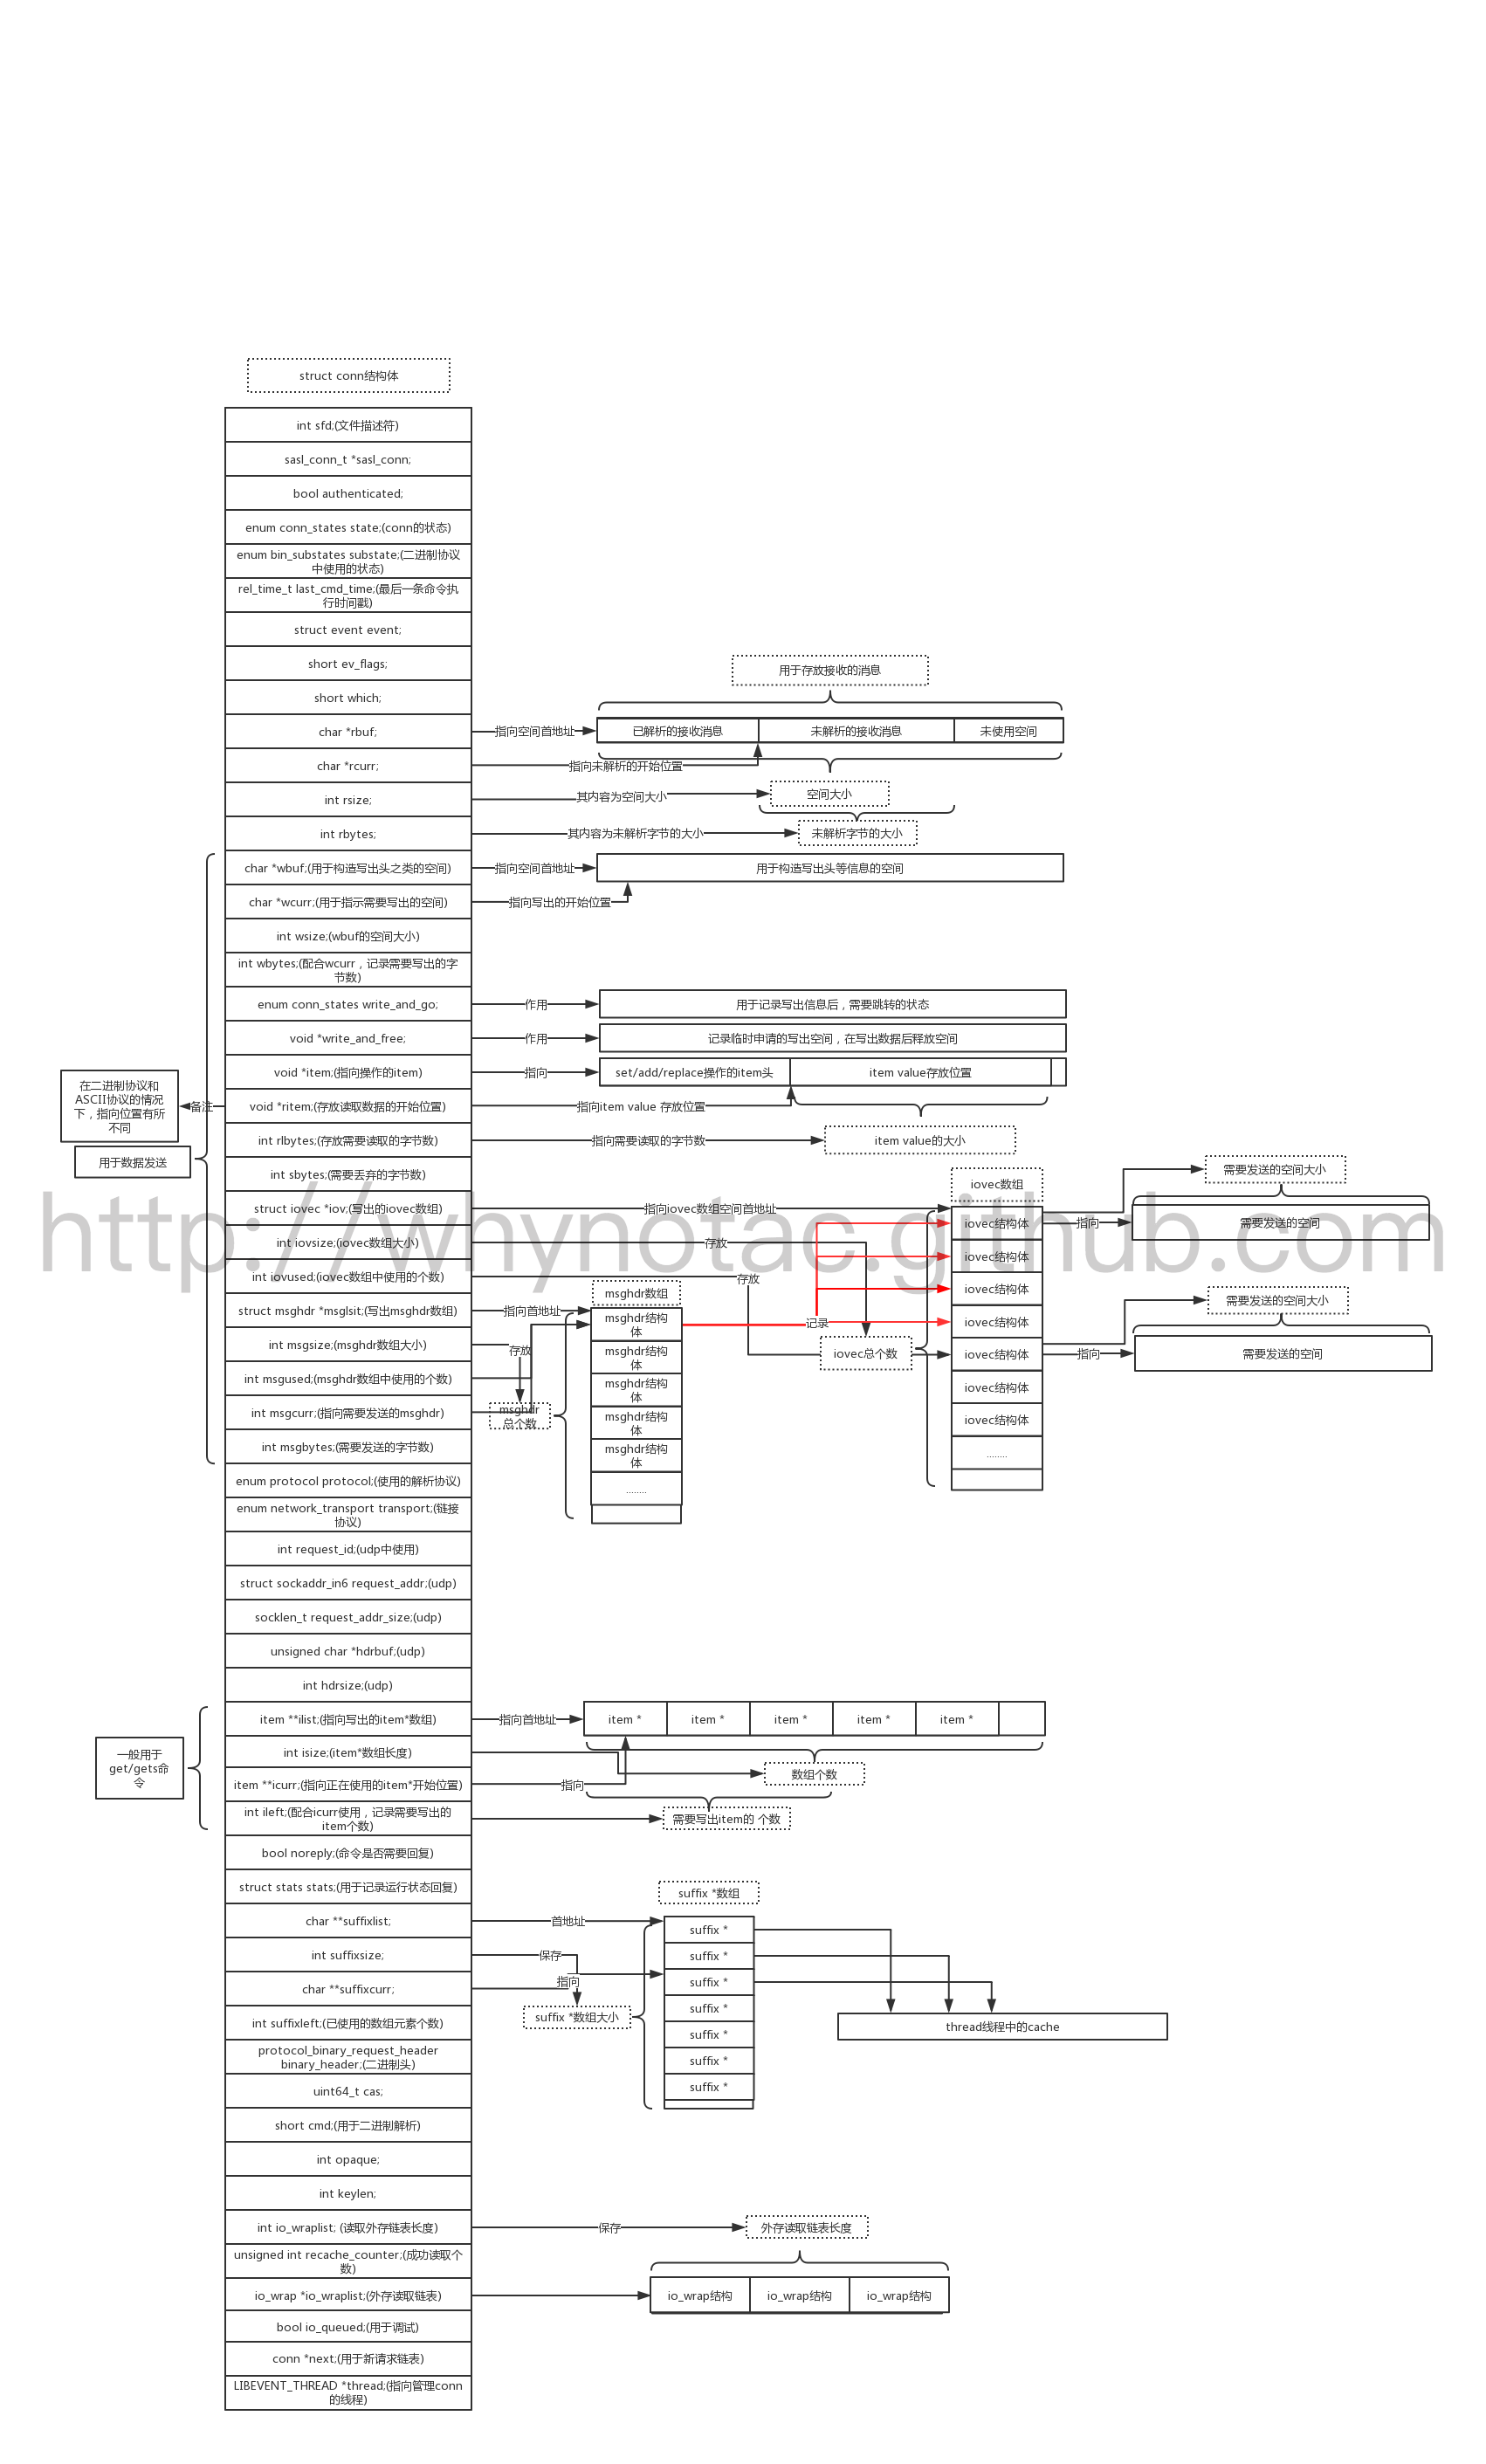 struct conn结构体
int sfd;(文件描述符)
sasl_conn_t *sasl_conn;
bool authenticated;
enum conn_states state;(conn的状态)
enum bin_substates substate;(二进制协议
中使用的状态)
rel_time_t last_cmd_time;(最后一条命令执
行时间戳)
struct event event;
short ev_flags;
short which;
用于存放接收的消息
char *rbuf;
指向空间首地址
已解析的接收消息
未解析的接收消息
未使用空间
char *rcurr;
指向未解析的开始位置
int rsize;
其内容为空间大小
空间大小
int rbytes;
其内容为未解析字节的大小
未解析字节的大小
char *wbuf;(用于构造写出头之类的空间)
指向空间首地址
用于构造写出头等信息的空间
char *wcurr;(用于指示需要写出的空间)
指向写出的开始位置
int wsize;(wbuf的空间大小)
int wbytes;(配合wcurr，记录需要写出的字
节数)
enum conn_states write_and_go;
作用
用于记录写出信息后，需要跳转的状态
void *write_and_free;
作用
记录临时申请的写出空间，在写出数据后释放空间
void *item;(指向操作的item)
指向
set/add/replace操作的item头
item value存放位置
在二进制协议和
ASCII协议的情况
下，指向位置有所
不同
备注
void *ritem;(存放读取数据的开始位置)
指向item value 存放位置
int rlbytes;(存放需要读取的字节数)
指向需要读取的字节数
item value的大小
用于数据发送
int sbytes;(需要丢弃的字节数)
iovec数组
需要发送的空间大小
http://whynotac.github.com
struct iovec *iov;(写出的iovec数组)
指向iovec数组空间首地址
iovec结构体
指向
需要发送的空间
int iovsize;(iovec数组大小)
存放
iovec结构体
int iovused;(iovec数组中使用的个数)
存放
iovec结构体
msghdr数组
需要发送的空间大小
struct msghdr *msglsit;(写出msghdr数组)
指向首地址
msghdr结构
体
记录
iovec结构体
int msgsize;(msghdr数组大小)
存放
msghdr结构
体
iovec总个数
iovec结构体
指向
需要发送的空间
int msgused;(msghdr数组中使用的个数)
msghdr结构
体
iovec结构体
int msgcurr;(指向需要发送的msghdr)
msghdr
总个数
msghdr结构
体
iovec结构体
int msgbytes;(需要发送的字节数)
msghdr结构
体
........
enum protocol protocol;(使用的解析协议)
........
enum network_transport transport;(链接
协议)
int request_id;(udp中使用)
struct sockaddr_in6 request_addr;(udp)
socklen_t request_addr_size;(udp)
unsigned char *hdrbuf;(udp)
int hdrsize;(udp)
item **ilist;(指向写出的item*数组)
指向首地址
item *
item *
item *
item *
item *
一般用于
get/gets命
令
int isize;(item*数组长度)
数组个数
item **icurr;(指向正在使用的item*开始位置)
指向
int ileft;(配合icurr使用，记录需要写出的
item个数)
需要写出item的 个数
bool noreply;(命令是否需要回复)
struct stats stats;(用于记录运行状态回复)
suffix *数组
char **suffixlist;
首地址
suffix *
int suffixsize;
保存
suffix *
char **suffixcurr;
指向
suffix *
int suffixleft;(已使用的数组元素个数)
suffix *数组大小
suffix *
thread线程中的cache
suffix *
protocol_binary_request_header
binary_header;(二进制头)
suffix *
uint64_t cas;
suffix *
short cmd;(用于二进制解析)
int opaque;
int keylen;
int io_wraplist; (读取外存链表长度)
保存
外存读取链表长度
unsigned int recache_counter;(成功读取个
数)
io_wrap *io_wraplist;(外存读取链表)
io_wrap结构
io_wrap结构
io_wrap结构
bool io_queued;(用于调试)
conn *next;(用于新请求链表)
LIBEVENT_THREAD *thread;(指向管理conn
的线程)